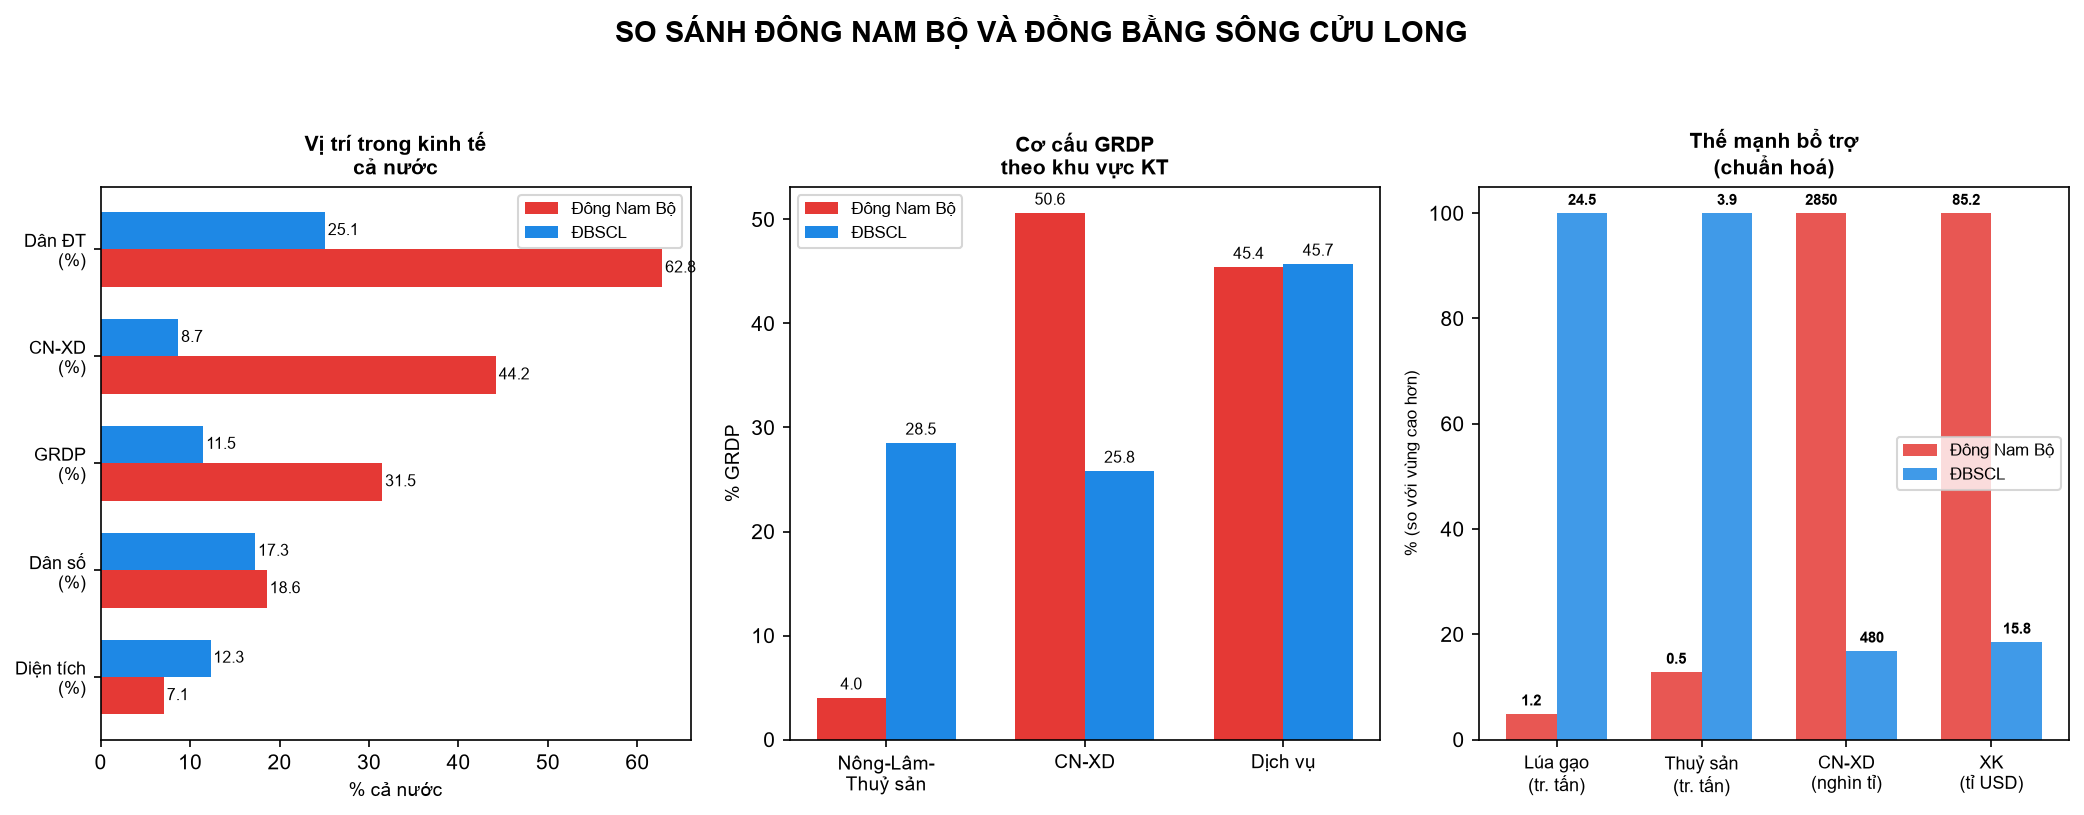 SO SÁNH ĐÔNG NAM BỘ VÀ ĐỒNG BẰNG SÔNG CỬU LONG
Vị trí trong kinh tế
cả nước
Đông Nam Bộ
ĐBSCL
Dân ĐT
(%)
25.1
62.8
CN-XD
(%)
8.7
44.2
GRDP
(%)
11.5
31.5
Dân số
(%)
17.3
18.6
Diện tích
(%)
12.3
7.1
0 10 20 30 40 50 60
% cả nước
Cơ cấu GRDP
theo khu vực KT
Đông Nam Bộ
ĐBSCL
% GRDP
50
40
30
20
10
0
4.0
28.5
50.6
25.8
45.4
45.7
Nông-Lâm-
Thuỷ sản
CN-XD
Dịch vụ
Thế mạnh bổ trợ
(chuẩn hoá)
% (so với vùng cao hơn)
100
80
60
40
20
0
1.2
24.5
0.5
3.9
2850
480
85.2
15.8
Đông Nam Bộ
ĐBSCL
Lúa gạo
(tr. tấn)
Thuỷ sản
(tr. tấn)
CN-XD
(nghìn tỉ)
XK
(tỉ USD)